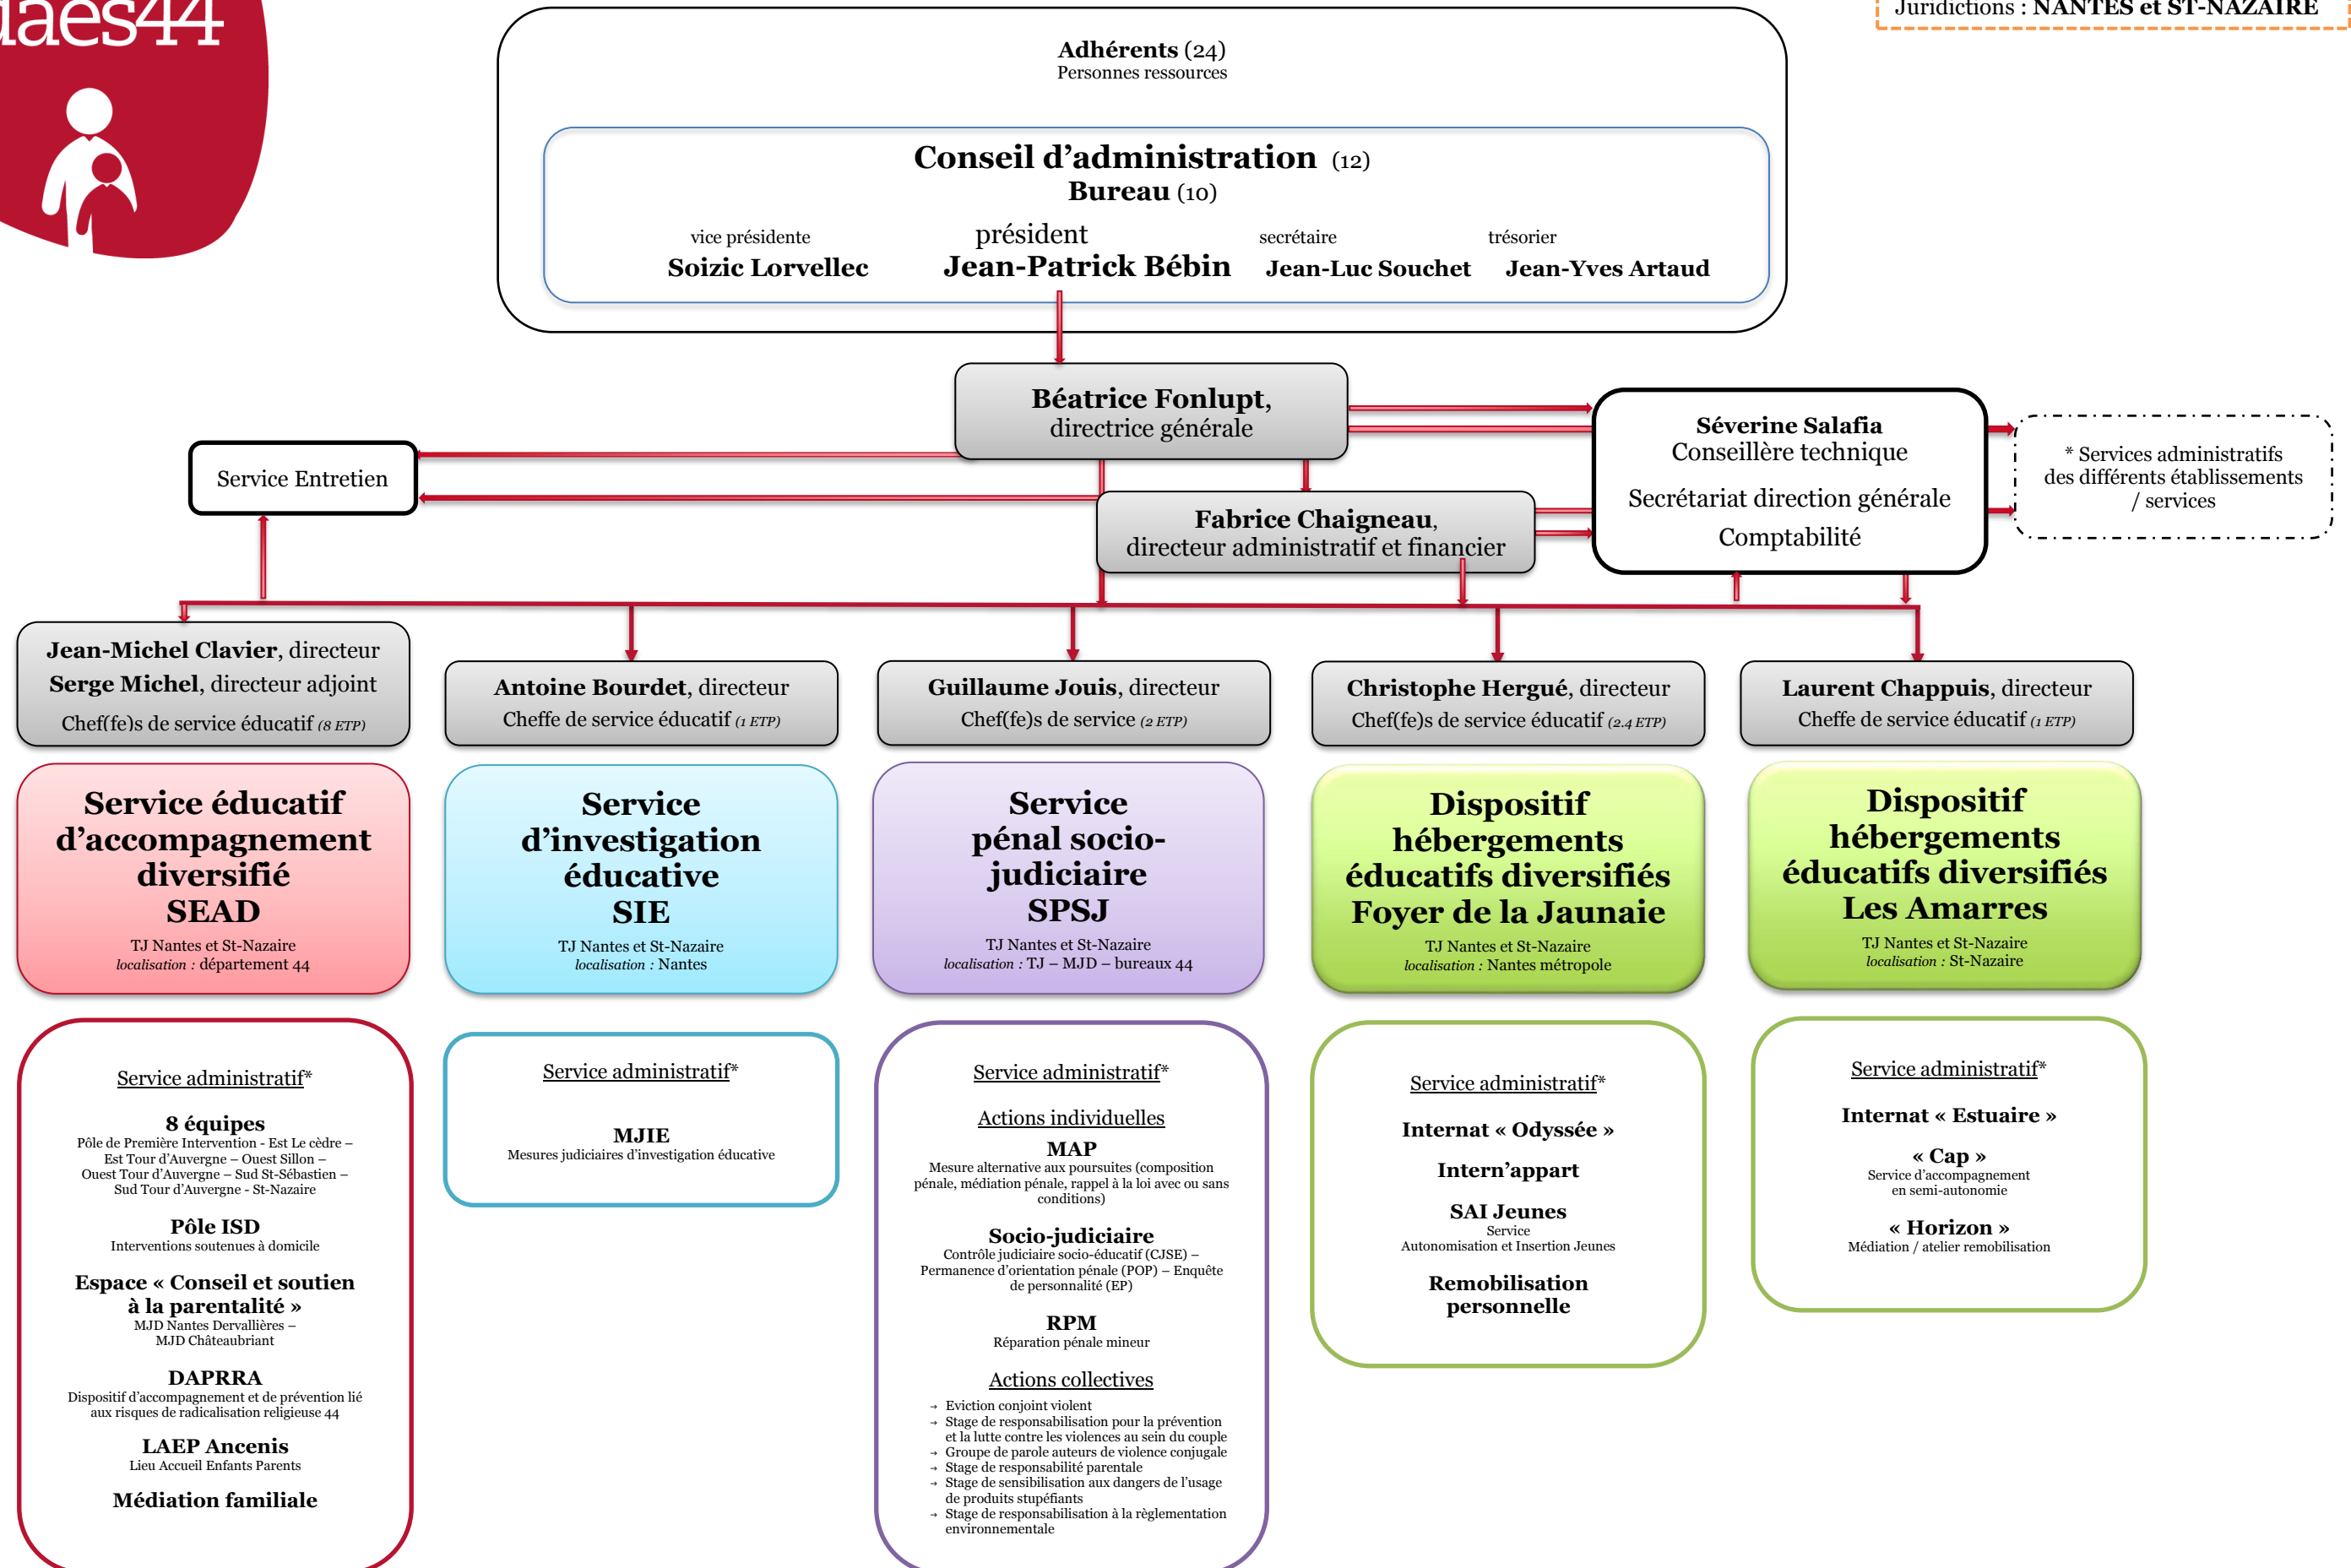 Juridictions : NANTES et ST-NAZAIRE
Adhérents (24)
Personnes ressources
Conseil d’administration (12)
Bureau (10)
vice présidente
Soizic Lorvellec
président
Jean-Patrick Bébin
secrétaire
Jean-Luc Souchet
trésorier
Jean-Yves Artaud
Béatrice Fonlupt,
directrice générale
Séverine Salafia
Conseillère technique
Secrétariat direction générale
Comptabilité
* Services administratifs
des différents établissements
/ services
Service Entretien
Fabrice Chaigneau,
directeur administratif et financier
Jean-Michel Clavier, directeur
Serge Michel, directeur adjoint
Chef(fe)s de service éducatif (8 ETP)
Antoine Bourdet, directeur
Cheffe de service éducatif (1 ETP)
Guillaume Jouis, directeur
Chef(fe)s de service (2 ETP)
Christophe Hergué, directeur
Chef(fe)s de service éducatif (2.4 ETP)
Laurent Chappuis, directeur
Cheffe de service éducatif (1 ETP)
Service éducatif
d’accompagnement
diversifié
SEAD
TJ Nantes et St-Nazaire
localisation : département 44
Service
d’investigation
éducative
SIE
TJ Nantes et St-Nazaire
localisation : Nantes
Service
pénal socio-
judiciaire
SPSJ
TJ Nantes et St-Nazaire
localisation : TJ – MJD – bureaux 44
Dispositif
hébergements
éducatifs diversifiés
Foyer de la Jaunaie
TJ Nantes et St-Nazaire
localisation : Nantes métropole
Dispositif
hébergements
éducatifs diversifiés
Les Amarres
TJ Nantes et St-Nazaire
localisation : St-Nazaire
Service administratif*
8 équipes
Pôle de Première Intervention - Est Le cèdre –
Est Tour d’Auvergne – Ouest Sillon –
Ouest Tour d’Auvergne – Sud St-Sébastien –
Sud Tour d’Auvergne - St-Nazaire
Pôle ISD
Interventions soutenues à domicile
Espace « Conseil et soutien
à la parentalité »
MJD Nantes Dervallières –
MJD Châteaubriant
DAPRRA
Dispositif d’accompagnement et de prévention lié
aux risques de radicalisation religieuse 44
LAEP Ancenis
Lieu Accueil Enfants Parents
Médiation familiale
Service administratif*
MJIE
Mesures judiciaires d’investigation éducative
Service administratif*
Actions individuelles
MAP
Mesure alternative aux poursuites (composition
pénale, médiation pénale, rappel à la loi avec ou sans
conditions)
Socio-judiciaire
Contrôle judiciaire socio-éducatif (CJSE) –
Permanence d’orientation pénale (POP) – Enquête
de personnalité (EP)
RPM
Réparation pénale mineur
Actions collectives
→ Eviction conjoint violent
→ Stage de responsabilisation pour la prévention
et la lutte contre les violences au sein du couple
→ Groupe de parole auteurs de violence conjugale
→ Stage de responsabilité parentale
→ Stage de sensibilisation aux dangers de l’usage
de produits stupéfiants
→ Stage de responsabilisation à la règlementation
environnementale
Service administratif*
Internat « Odyssée »
Intern’appart
SAI Jeunes
Service
Autonomisation et Insertion Jeunes
Remobilisation
personnelle
Service administratif*
Internat « Estuaire »
« Cap »
Service d’accompagnement
en semi-autonomie
« Horizon »
Médiation / atelier remobilisation